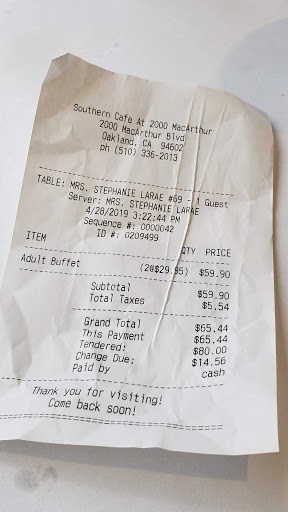 Southern Cafe At 2000 MacArthur
2000 MacArthur Blvd
Oakland, CA 94602
ph (510) 336-2013
TABLE: MRS. STEPHANIE LARAE #69 - 1 Guest
Server: MRS. STEPHANIE LARAE
4/28/2019 3:22:44 PM
Sequence #: 0000042
ID #: 0209499
ITEM QTY PRICE
Adult Buffet (2@$29.95) $59.90
Subtotal $59.90
Total Taxes $5.54
Grand Total $65.44
This Payment $65.44
Tendered: $80.00
Change Due: $14.56
Paid by cash
Thank you for visiting!
Come back soon!